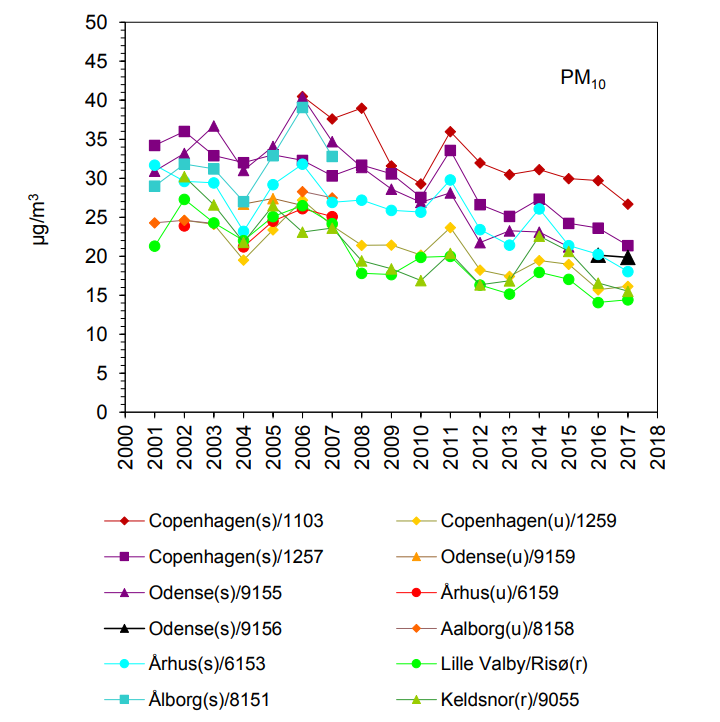 50
45
40
35
30
25
20
15
10
5
0
µg/m³
PM₁₀
2000 2001 2002 2003 2004 2005 2006 2007 2008 2009 2010 2011 2012 2013 2014 2015 2016 2017 2018
Copenhagen(s)/1103 Copenhagen(u)/1259
Copenhagen(s)/1257 Odense(u)/9159
Odense(s)/9155 Århus(u)/6159
Odense(s)/9156 Aalborg(u)/8158
Århus(s)/6153 Lille Valby/Risø(r)
Ålborg(s)/8151 Keldsnor(r)/9055